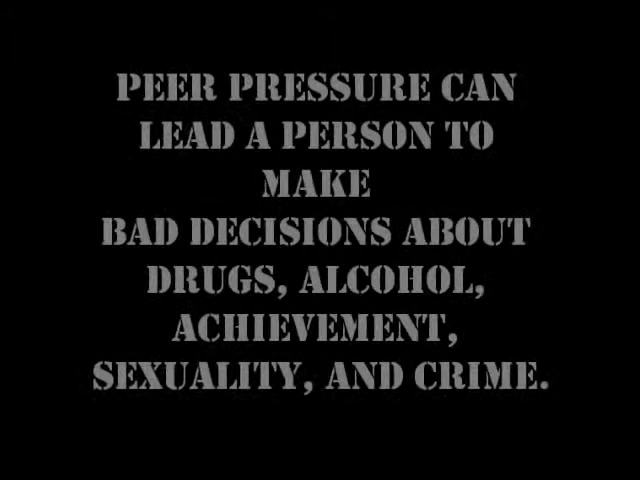 PEER PRESSURE CAN
LEAD A PERSON TO
MAKE
BAD DECISIONS ABOUT
DRUGS, ALCOHOL,
ACHIEVEMENT,
SEXUALITY, AND CRIME.